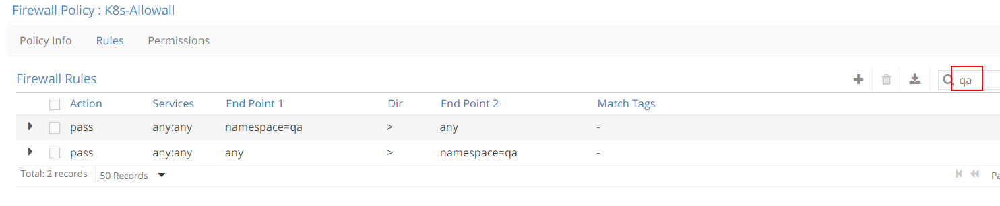 Firewall Policy : K8s-Allowall
Policy Info Rules Permissions
Firewall Rules qa
Action Services End Point 1 Dir End Point 2 Match Tags
pass any:any namespace=qa > any -
pass any:any any > namespace=qa -
Total: 2 records 50 Records